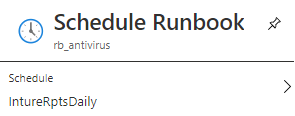 Schedule Runbook
rb_antivirus
Schedule
IntureRptsDaily